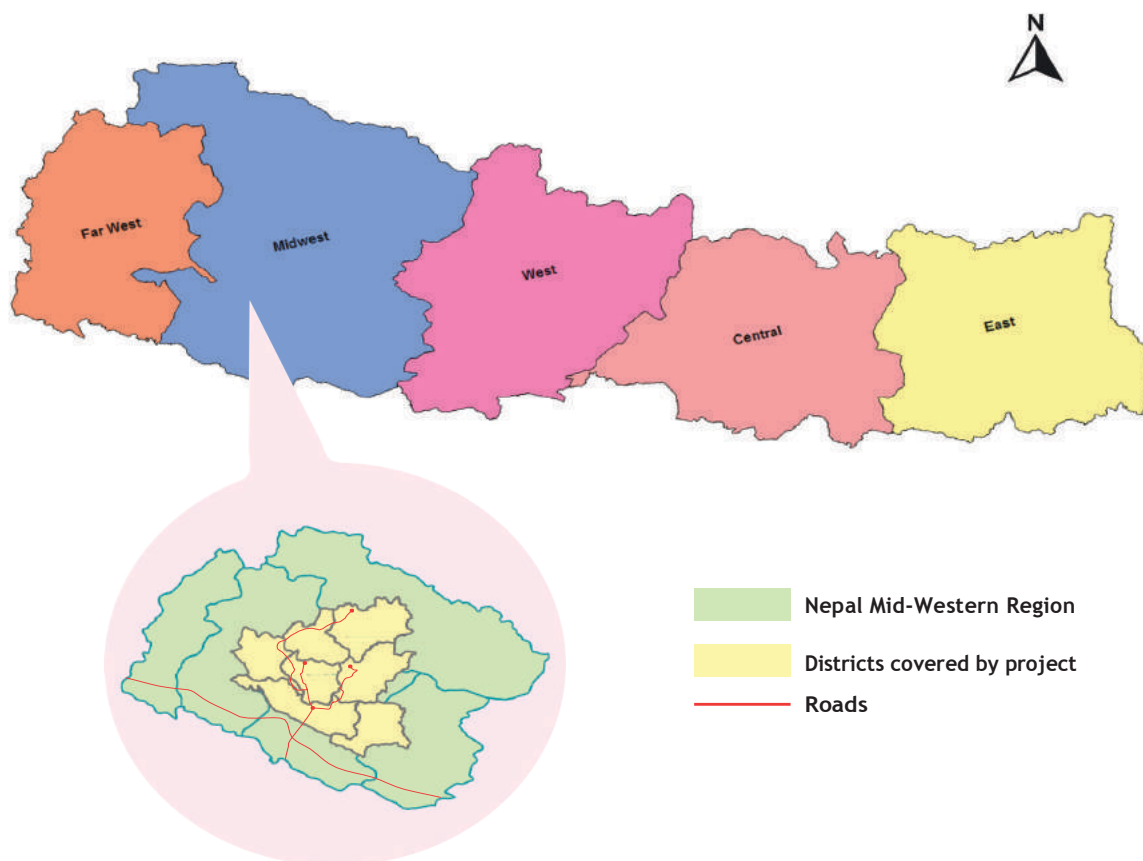 N
Far West
Midwest
West
Central
East
Nepal Mid-Western Region
Districts covered by project
Roads